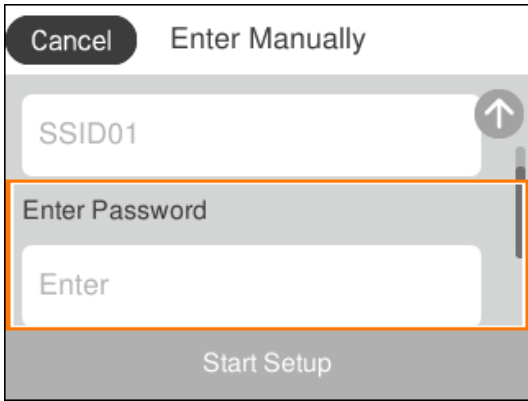 Cancel Enter Manually
SSID01
Enter Password
Enter
Start Setup